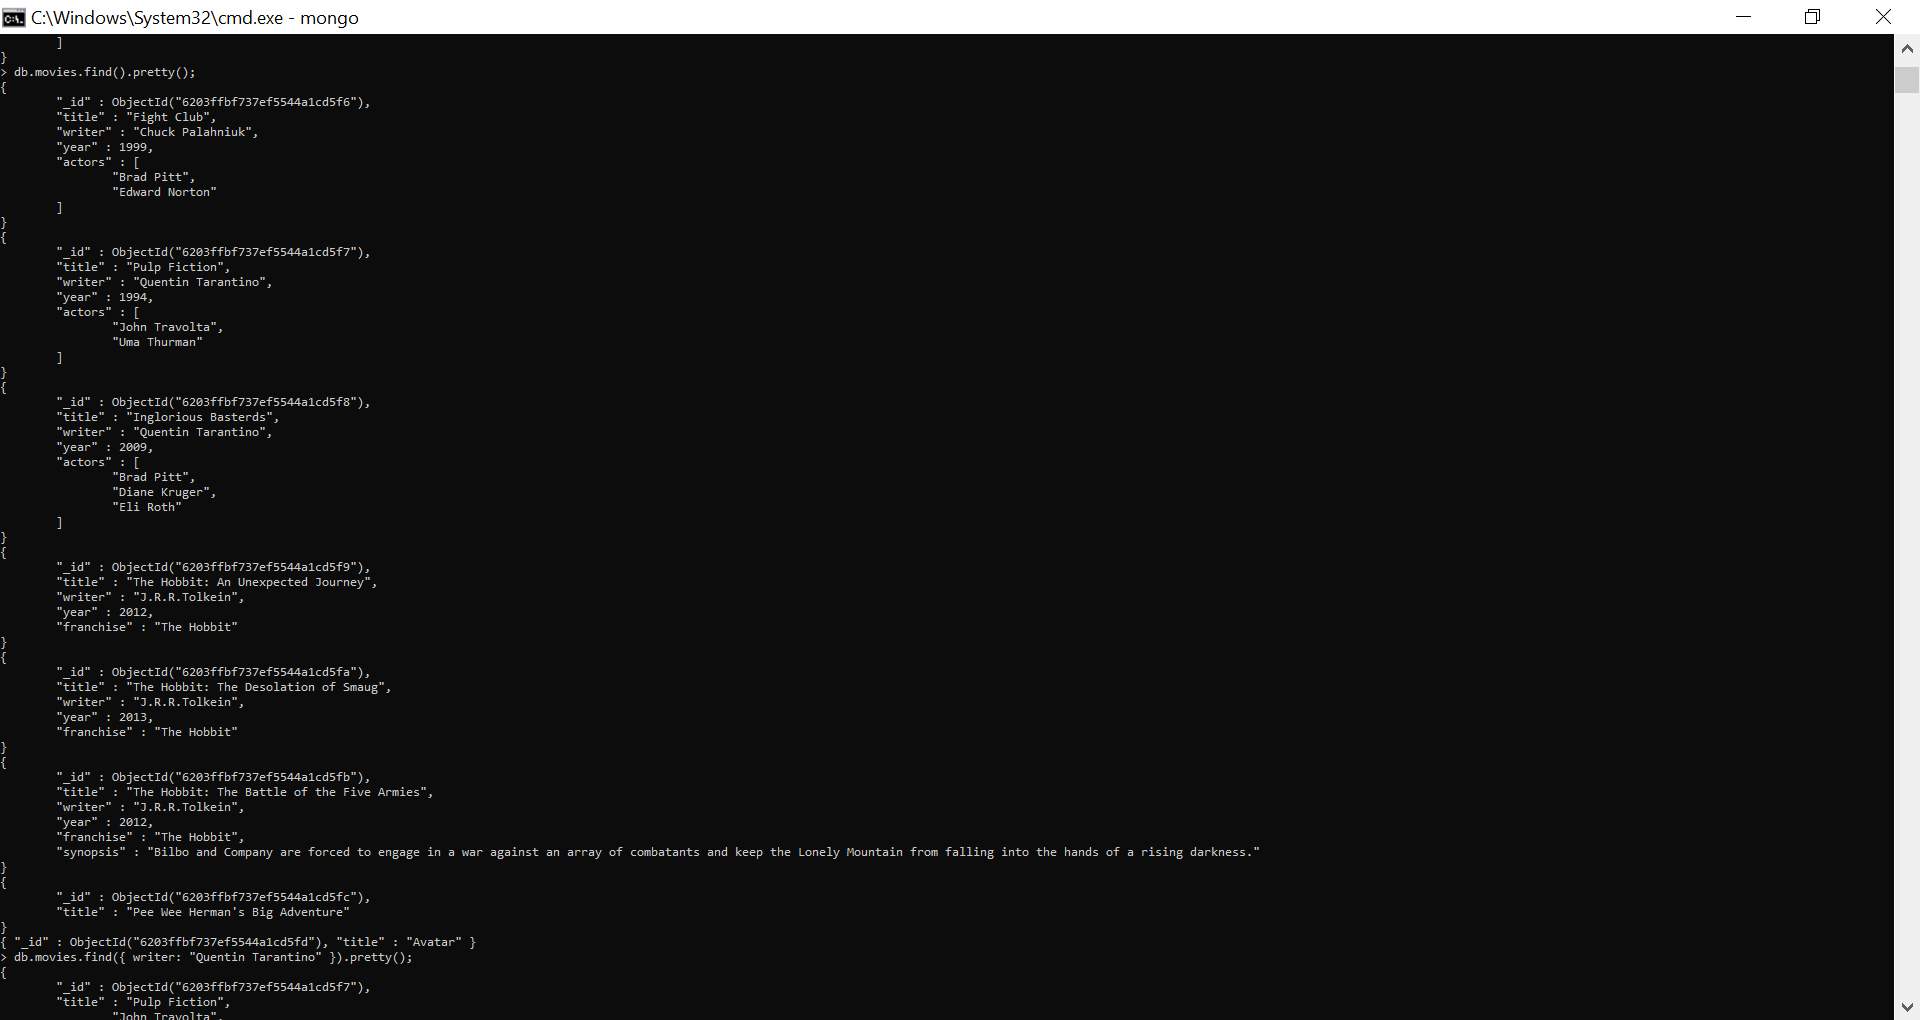 C:\Windows\System32\cmd.exe - mongo
        ]
}
> db.movies.find().pretty();
{
        "_id" : ObjectId("6203ffbf737ef5544a1cd5f6"),
        "title" : "Fight Club",
        "writer" : "Chuck Palahniuk",
        "year" : 1999,
        "actors" : [
                "Brad Pitt",
                "Edward Norton"
        ]
}
{
        "_id" : ObjectId("6203ffbf737ef5544a1cd5f7"),
        "title" : "Pulp Fiction",
        "writer" : "Quentin Tarantino",
        "year" : 1994,
        "actors" : [
                "John Travolta",
                "Uma Thurman"
        ]
}
{
        "_id" : ObjectId("6203ffbf737ef5544a1cd5f8"),
        "title" : "Inglorious Basterds",
        "writer" : "Quentin Tarantino",
        "year" : 2009,
        "actors" : [
                "Brad Pitt",
                "Diane Kruger",
                "Eli Roth"
        ]
}
{
        "_id" : ObjectId("6203ffbf737ef5544a1cd5f9"),
        "title" : "The Hobbit: An Unexpected Journey",
        "writer" : "J.R.R.Tolkein",
        "year" : 2012,
        "franchise" : "The Hobbit"
}
{
        "_id" : ObjectId("6203ffbf737ef5544a1cd5fa"),
        "title" : "The Hobbit: The Desolation of Smaug",
        "writer" : "J.R.R.Tolkein",
        "year" : 2013,
        "franchise" : "The Hobbit"
}
{
        "_id" : ObjectId("6203ffbf737ef5544a1cd5fb"),
        "title" : "The Hobbit: The Battle of the Five Armies",
        "writer" : "J.R.R.Tolkein",
        "year" : 2012,
        "franchise" : "The Hobbit",
        "synopsis" : "Bilbo and Company are forced to engage in a war against an array of combatants and keep the Lonely Mountain from falling into the hands of a rising darkness."
}
{
        "_id" : ObjectId("6203ffbf737ef5544a1cd5fc"),
        "title" : "Pee Wee Herman's Big Adventure"
}
{ "_id" : ObjectId("6203ffbf737ef5544a1cd5fd"), "title" : "Avatar" }
> db.movies.find({ writer: "Quentin Tarantino" }).pretty();
{
        "_id" : ObjectId("6203ffbf737ef5544a1cd5f7"),
        "title" : "Pulp Fiction",
                "John Travolta",